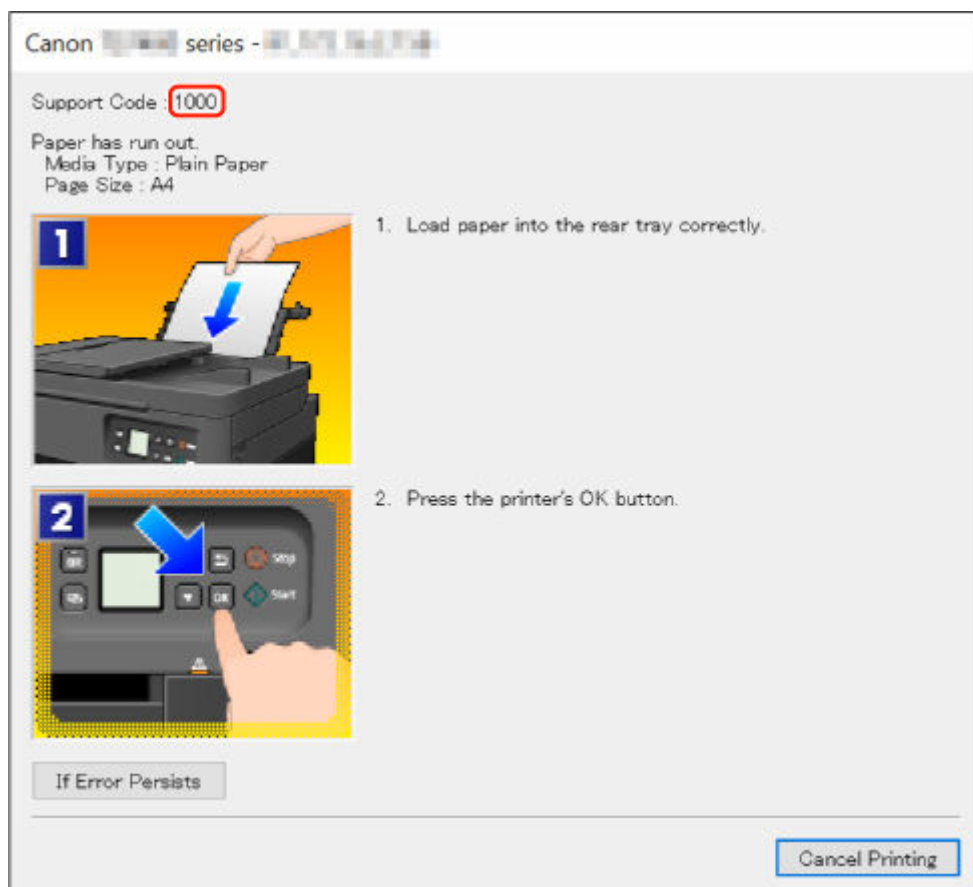 Canon series -
Support Code : 1000
Paper has run out.
Media Type : Plain Paper
Page Size : A4
1
1. Load paper into the rear tray correctly.
2
2. Press the printer's OK button.
Stop
OK
Start
If Error Persists
Cancel Printing